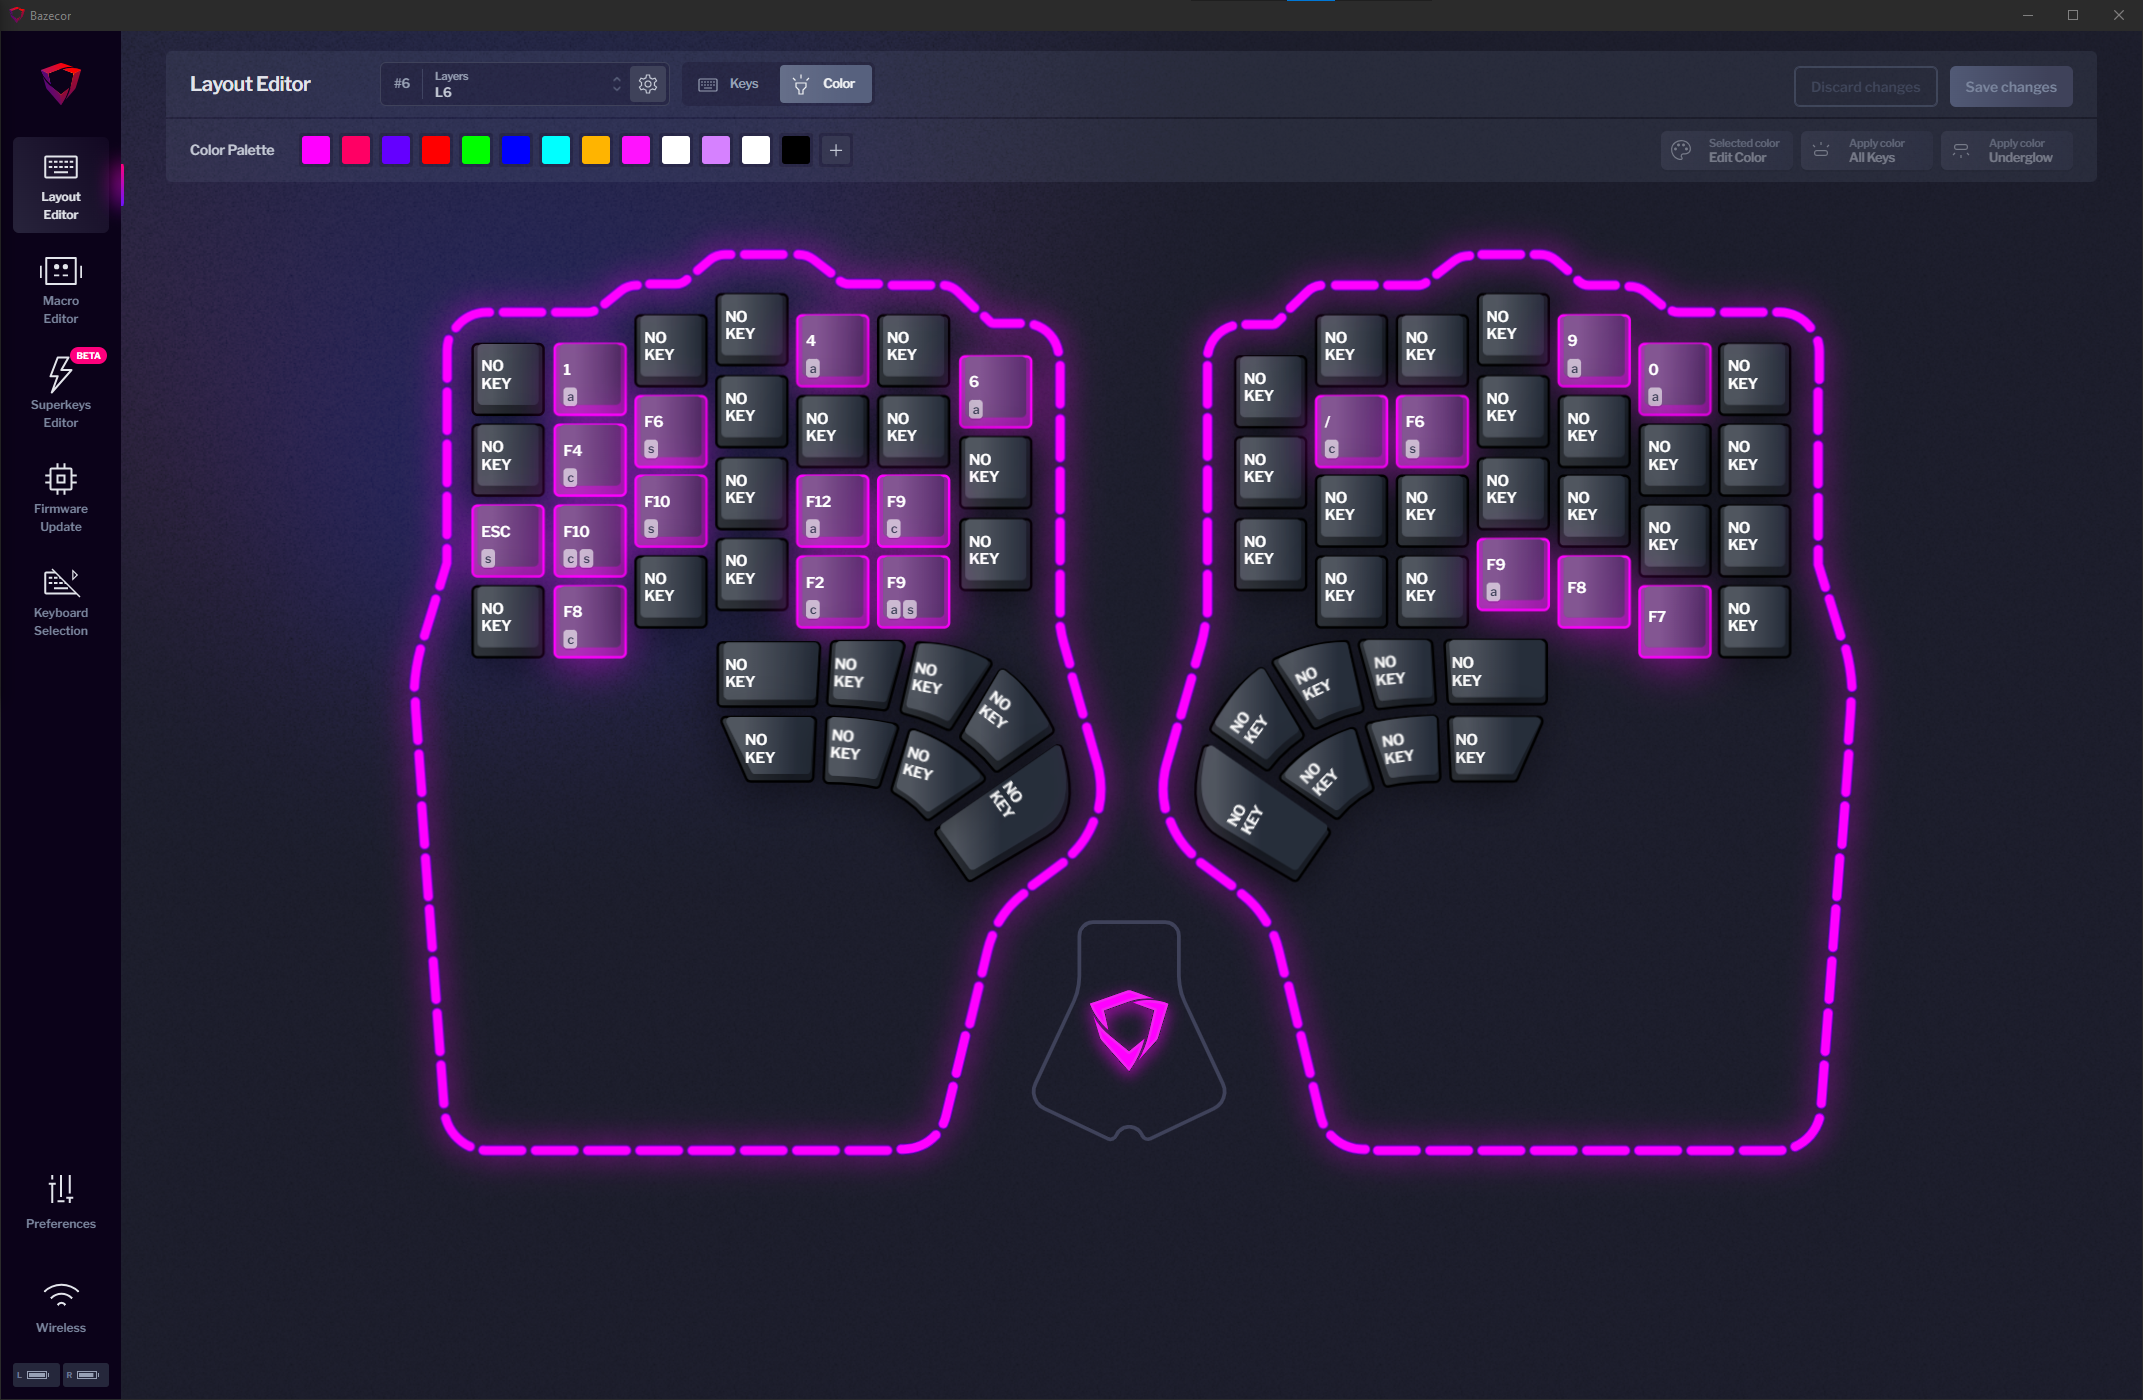 Bazecor
Layout Editor
#6
Layers
L6
Keys
Color
Discard changes
Save changes
Color Palette
Selected color
Edit Color
Apply color
All Keys
Apply color
Underglow
Layout
Editor
Macro
Editor
BETA
Superkeys
Editor
Firmware
Update
Keyboard
Selection
Preferences
Wireless
L
R
NO
KEY
1
a
NO
KEY
NO
KEY
4
a
NO
KEY
6
a
NO
KEY
F4
c
F6
s
NO
KEY
NO
KEY
NO
KEY
NO
KEY
ESC
s
F10
c s
F10
s
NO
KEY
F12
a
F9
c
NO
KEY
NO
KEY
F8
c
NO
KEY
NO
KEY
F2
c
F9
a s
NO
KEY
NO
KEY
NO
KEY
NO
KEY
NO
KEY
NO
KEY
NO
KEY
NO
KEY
NO
KEY
NO
KEY
NO
KEY
NO
KEY
9
a
0
a
NO
KEY
NO
KEY
/
c
F6
s
NO
KEY
NO
KEY
NO
KEY
NO
KEY
NO
KEY
NO
KEY
NO
KEY
NO
KEY
NO
KEY
NO
KEY
NO
KEY
NO
KEY
NO
KEY
F9
a
F8
F7
NO
KEY
NO
KEY
NO
KEY
NO
KEY
NO
KEY
NO
KEY
NO
KEY
NO
KEY
NO
KEY